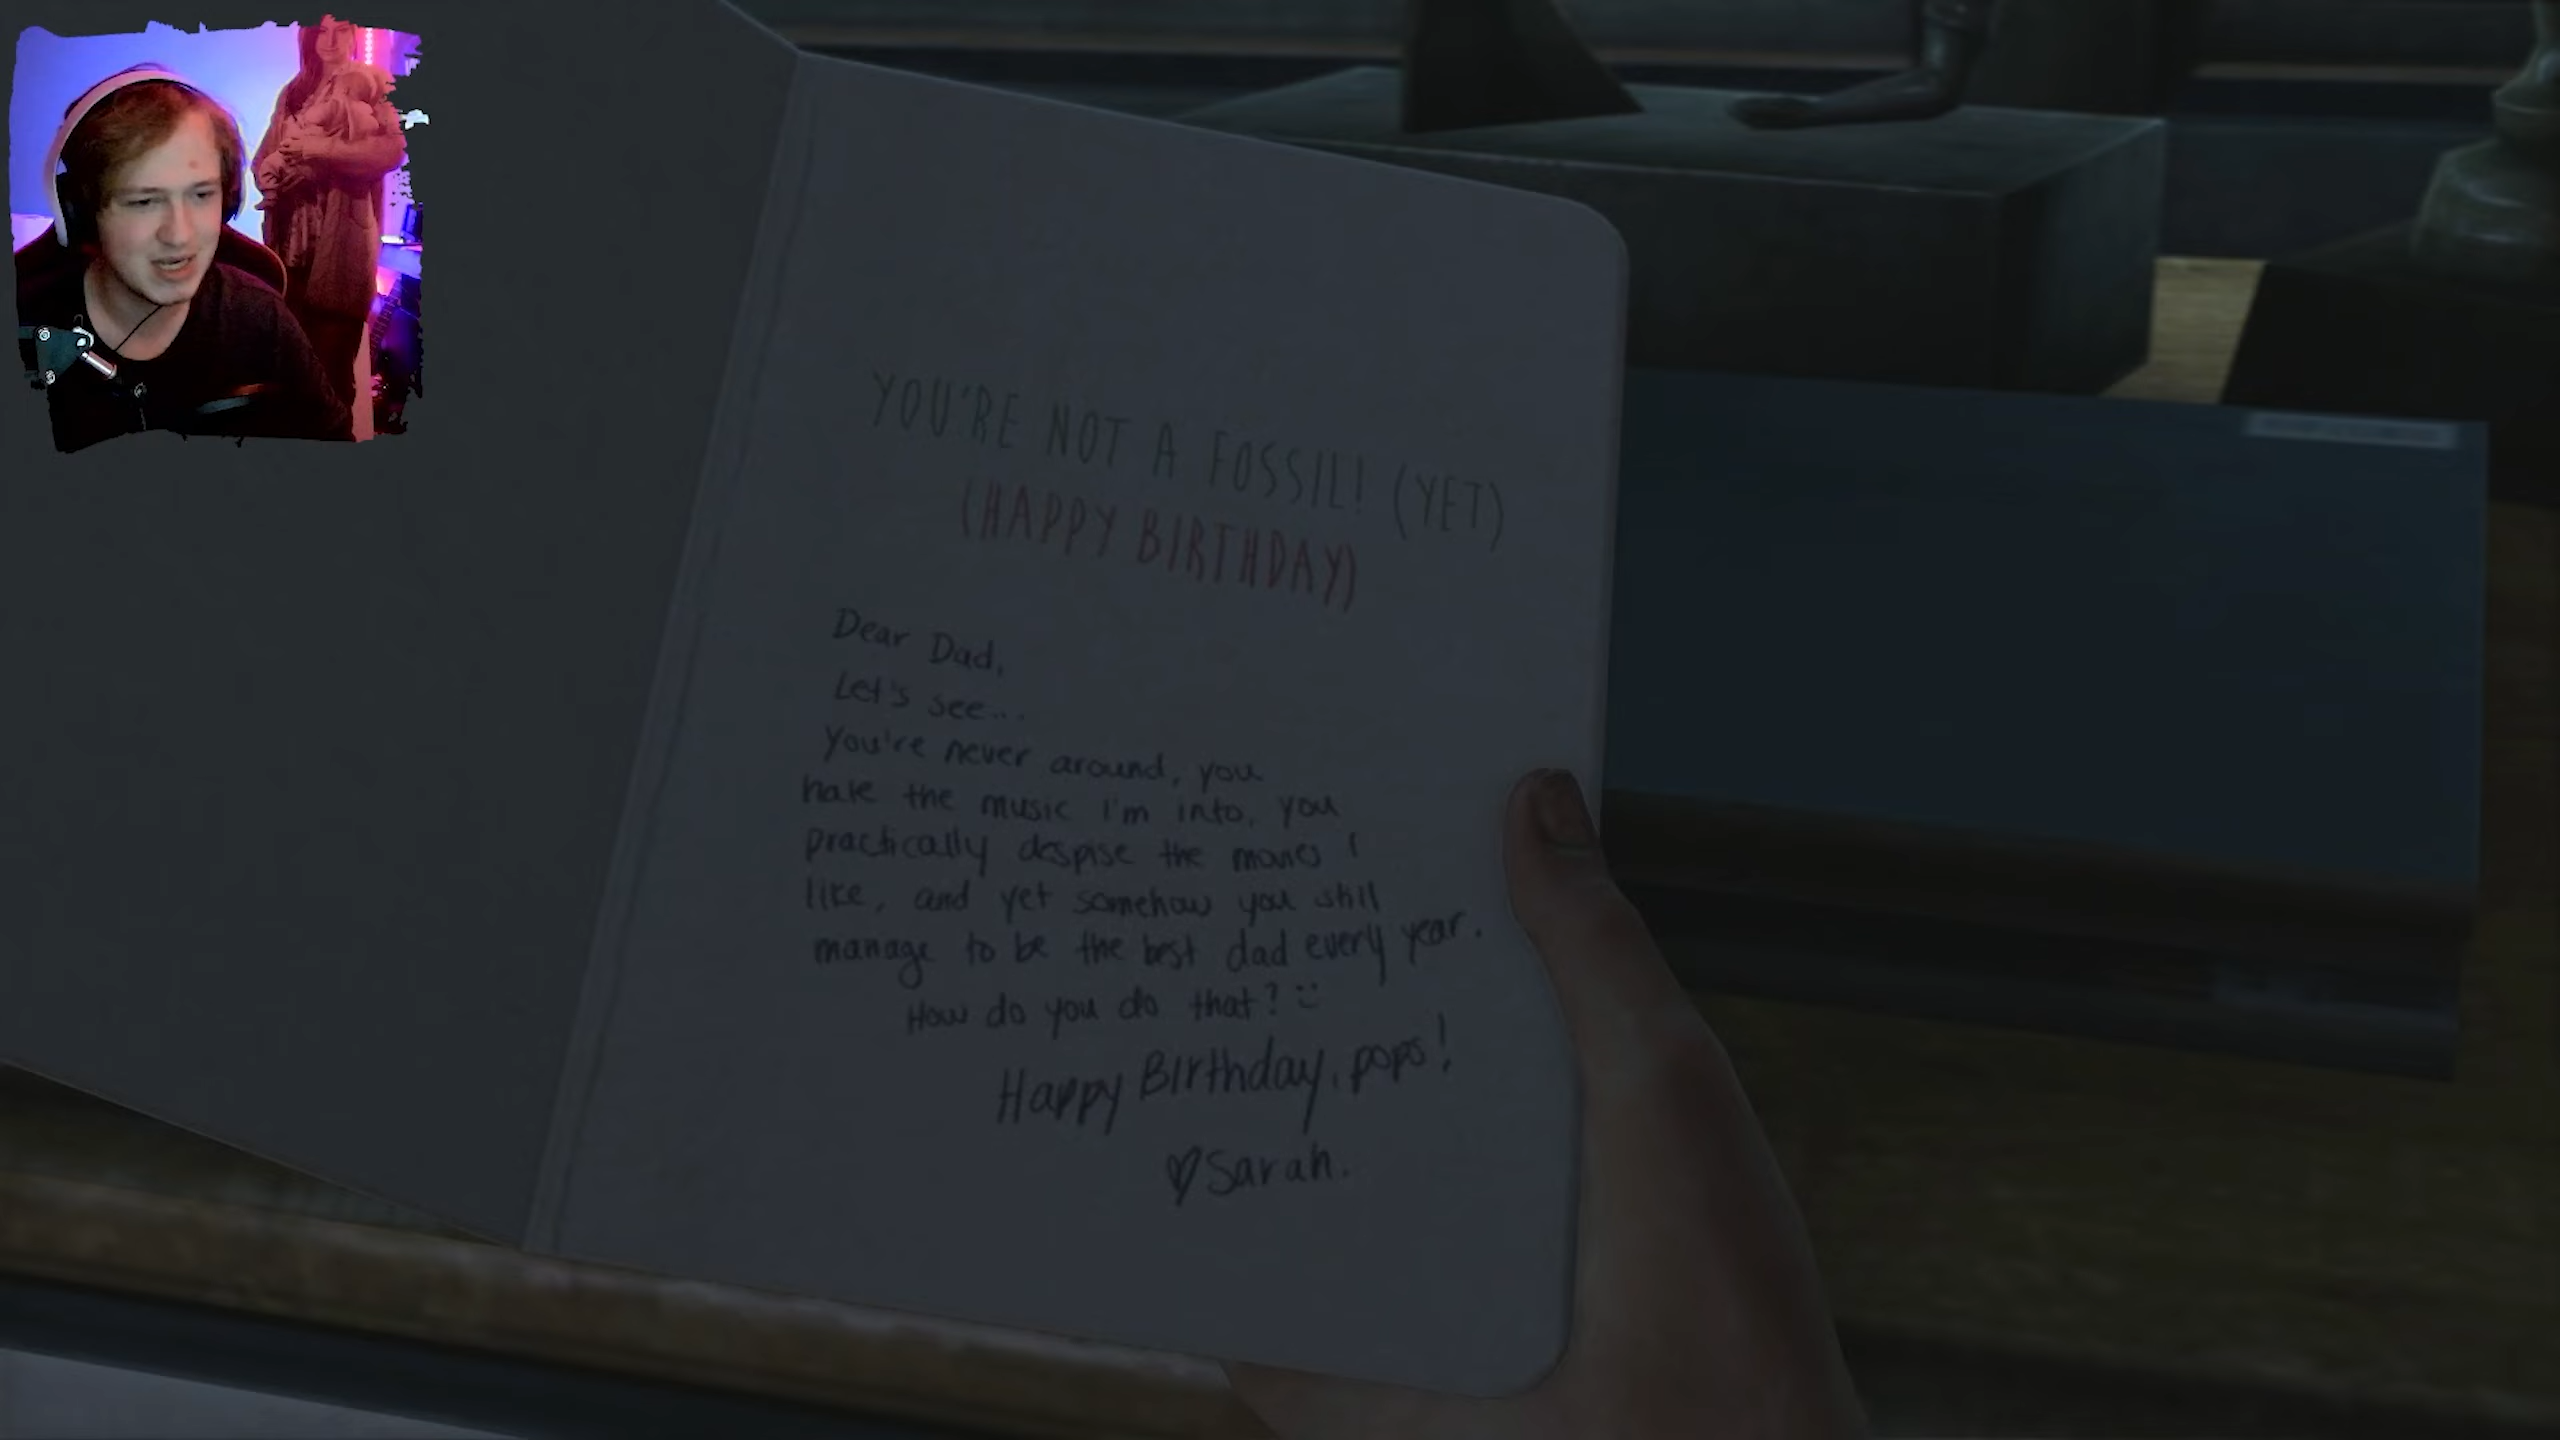 YOU'RE NOT A FOSSIL! (YET)
(HAPPY BIRTHDAY)
Dear Dad,
Let's see...
You're never around, you
hate the music I'm into, you
practically despise the movies I
like, and yet somehow you still
manage to be the best dad every year.
How do you do that? :)
Happy Birthday, pops!
♡Sarah.